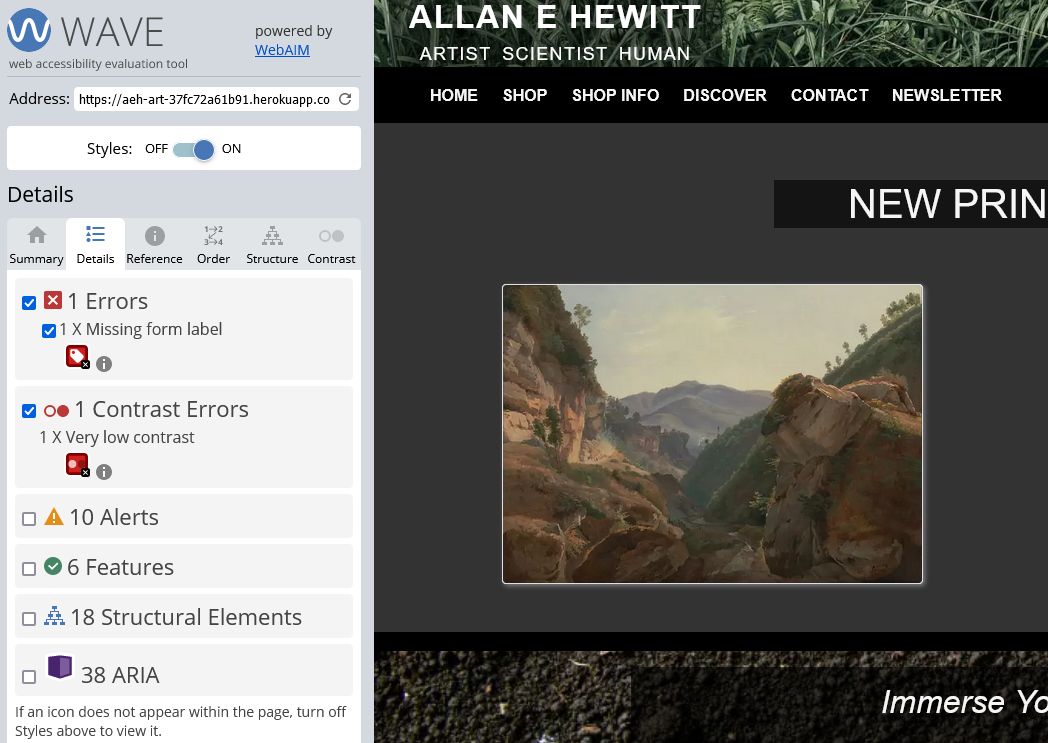 WAVE
powered by
WebAIM
web accessibility evaluation tool
Address: https://aeh-art-37fc72a61b91.herokuapp.co
Styles: OFF ON
Details
1→2
3→4
Summary Details Reference Order Structure Contrast
1 Errors
1 X Missing form label
1 Contrast Errors
1 X Very low contrast
10 Alerts
6 Features
18 Structural Elements
38 ARIA
If an icon does not appear within the page, turn off
Styles above to view it.
ALLAN E HEWITT
ARTIST SCIENTIST HUMAN
HOME SHOP SHOP INFO DISCOVER CONTACT NEWSLETTER
NEW PRIN
Immerse Yo